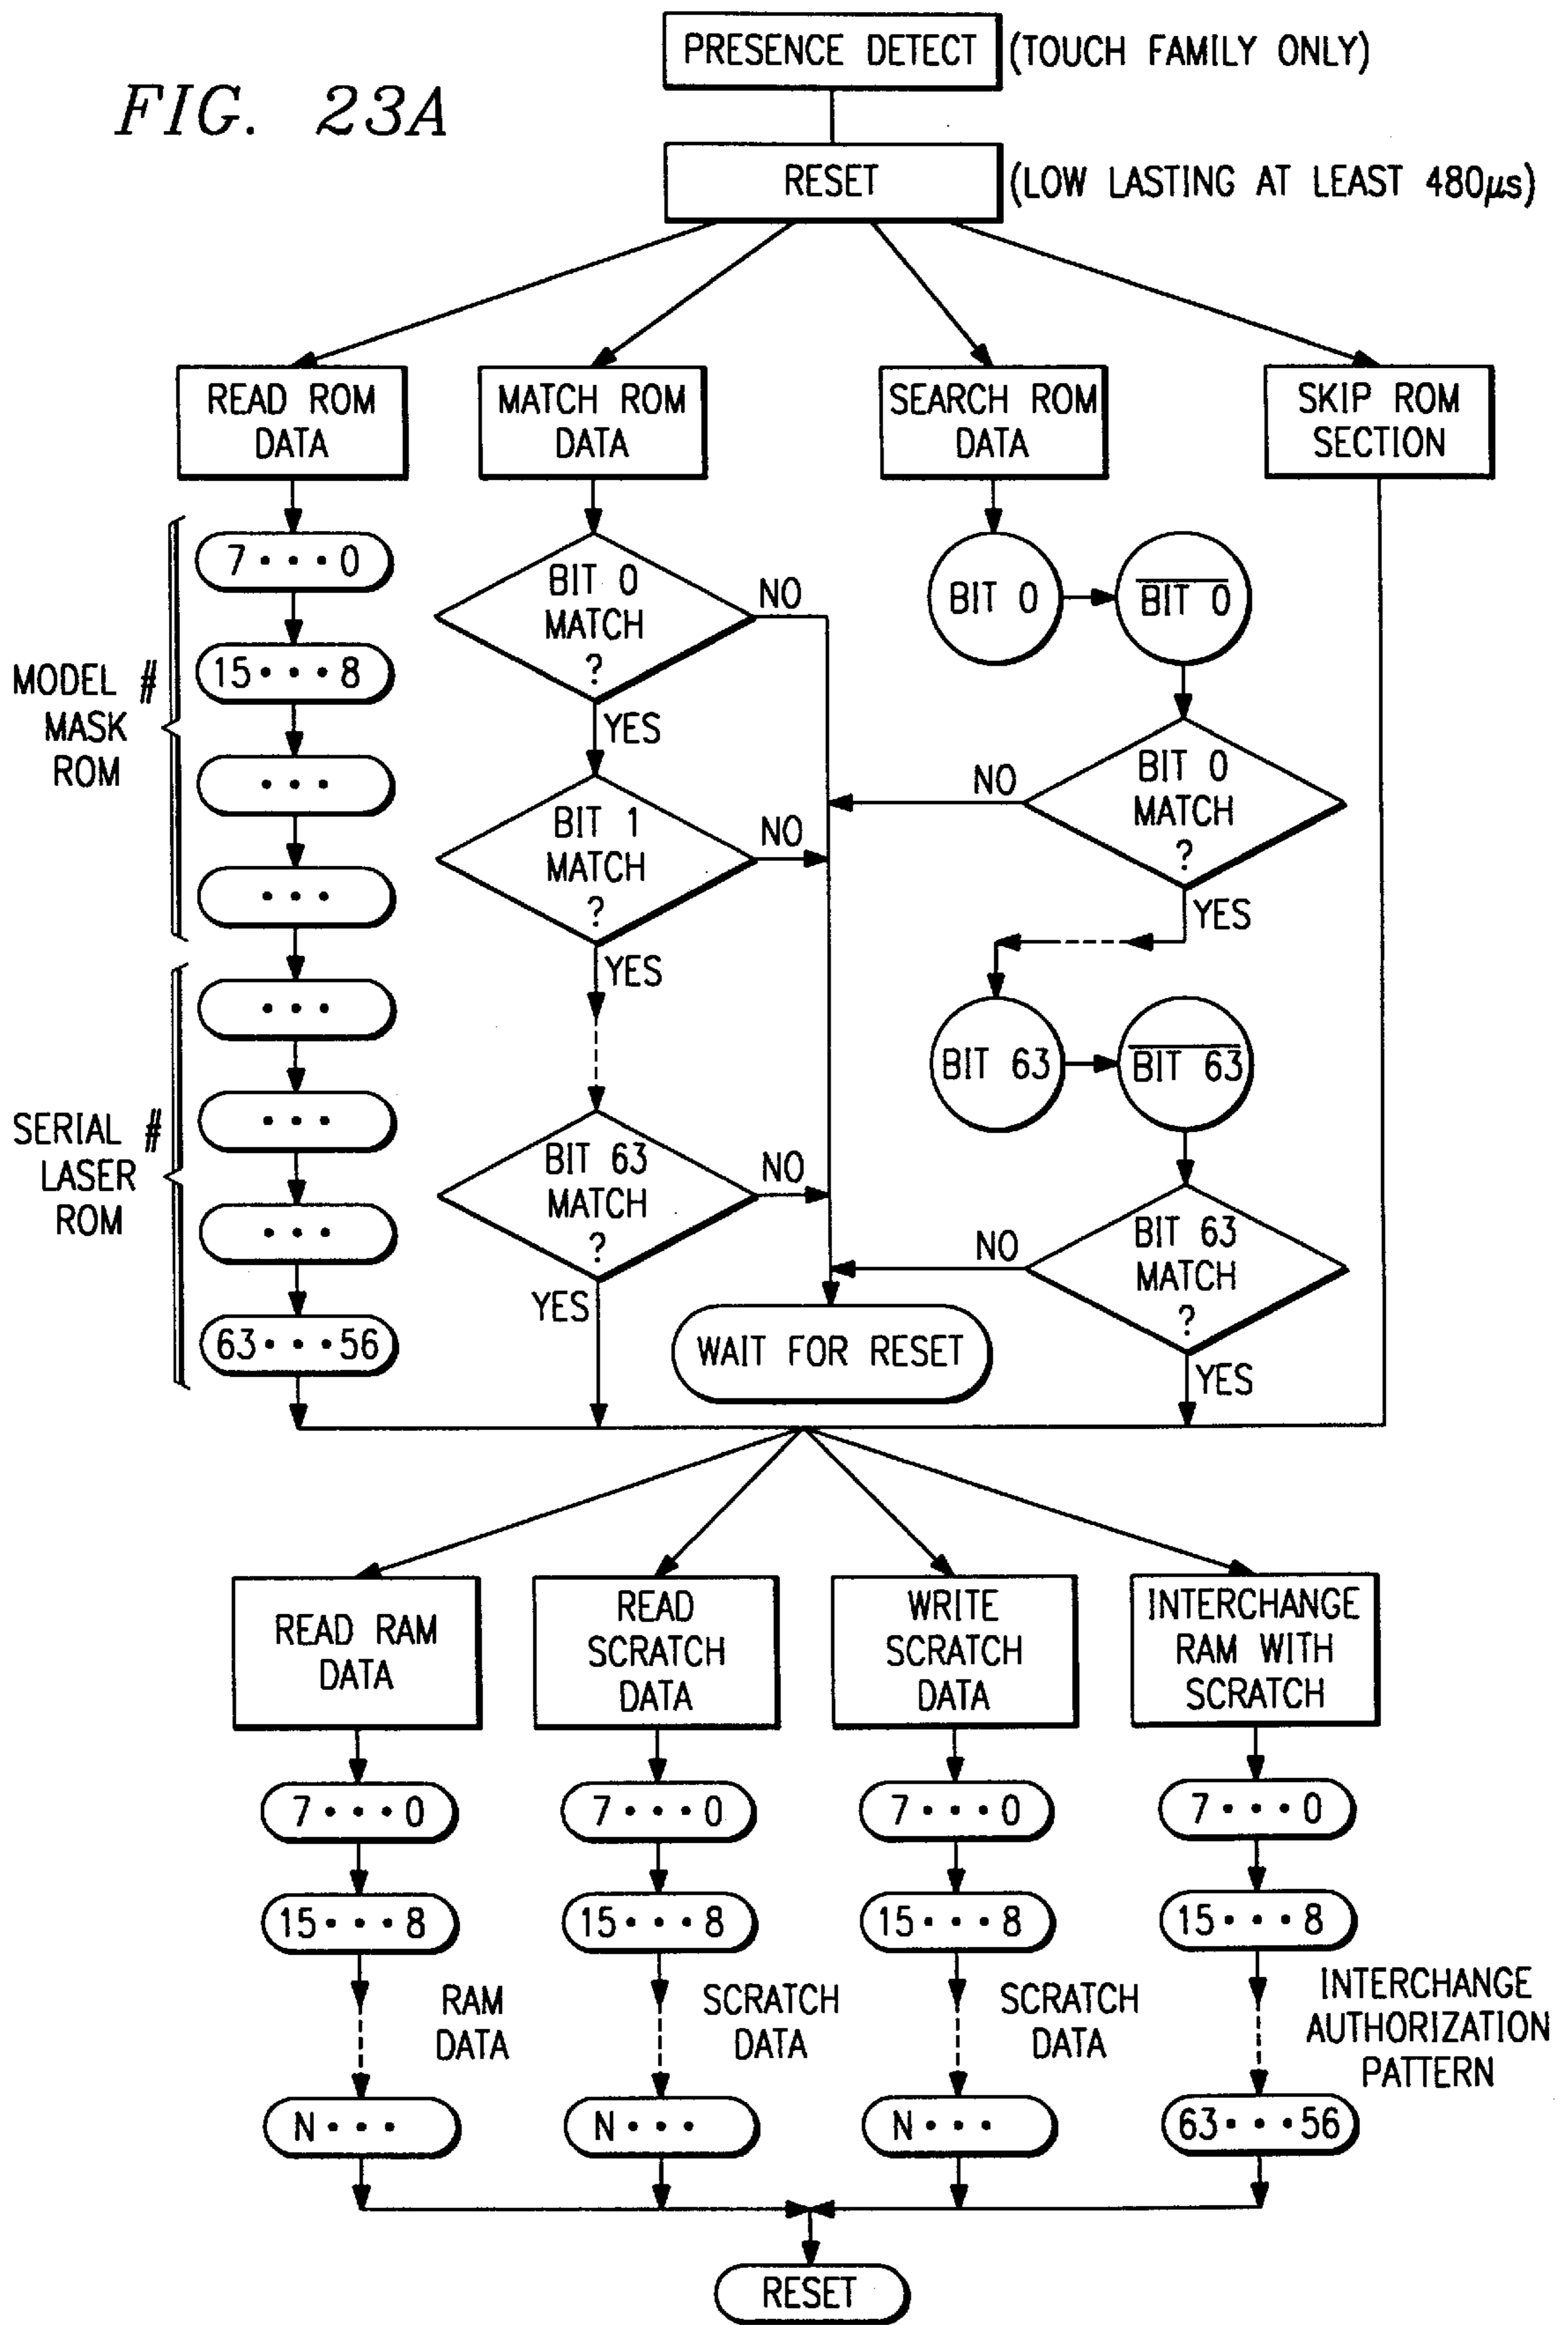 PRESENCE DETECT
(TOUCH FAMILY ONLY)
FIG. 23A
RESET
(LOW LASTING AT LEAST 480µs)
READ ROM
DATA
MATCH ROM
DATA
SEARCH ROM
DATA
SKIP ROM
SECTION
MODEL #
MASK
ROM
7 • • • 0
15 • • • 8
• • •
• • •
SERIAL #
LASER
ROM
• • •
• • •
• • •
63 • • • 56
BIT 0
MATCH
?
NO
YES
BIT 1
MATCH
?
NO
YES
BIT 63
MATCH
?
NO
YES
BIT 0
B̅I̅T̅ ̅0̅
BIT 0
MATCH
?
NO
YES
BIT 63
B̅I̅T̅ ̅6̅3̅
BIT 63
MATCH
?
NO
YES
WAIT FOR RESET
READ RAM
DATA
7 • • • 0
15 • • • 8
RAM
DATA
N • • •
READ
SCRATCH
DATA
7 • • • 0
15 • • • 8
SCRATCH
DATA
N • • •
WRITE
SCRATCH
DATA
7 • • • 0
15 • • • 8
SCRATCH
DATA
N • • •
INTERCHANGE
RAM WITH
SCRATCH
7 • • • 0
15 • • • 8
INTERCHANGE
AUTHORIZATION
PATTERN
63 • • • 56
RESET